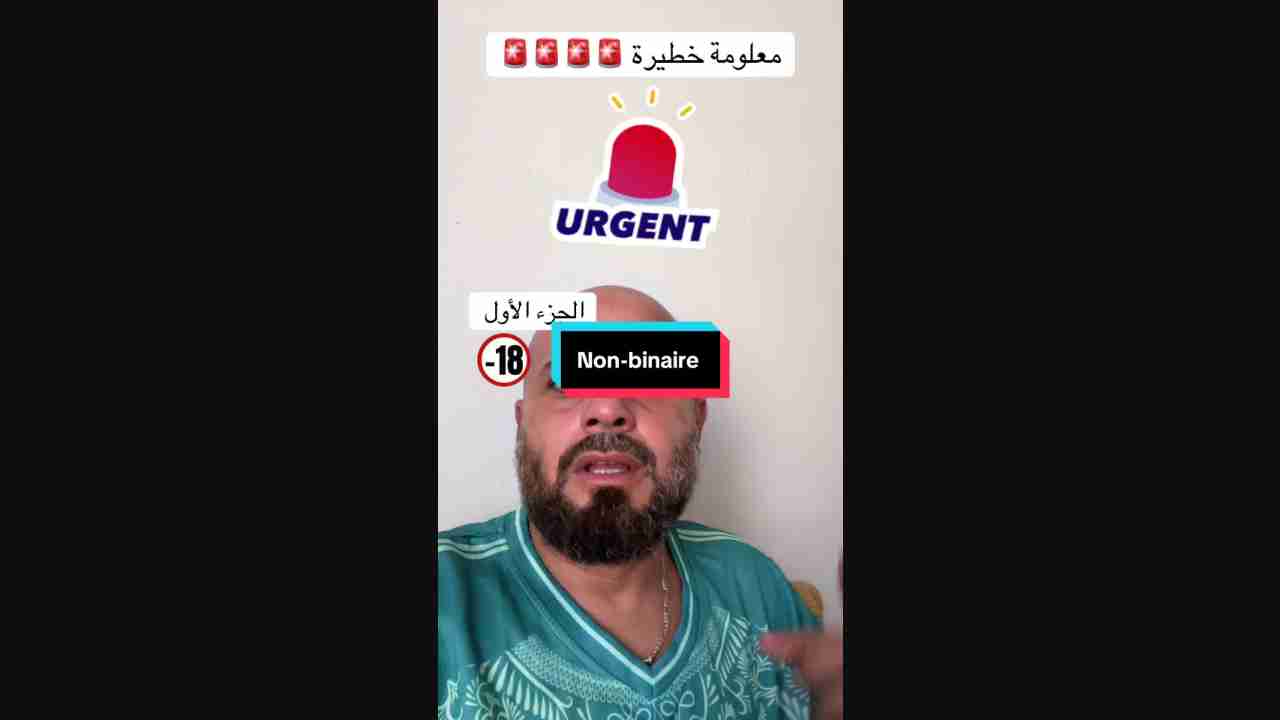 معلومة خطيرة 🚨🚨🚨🚨
URGENT
الجزء الأول
-18
Non-binaire